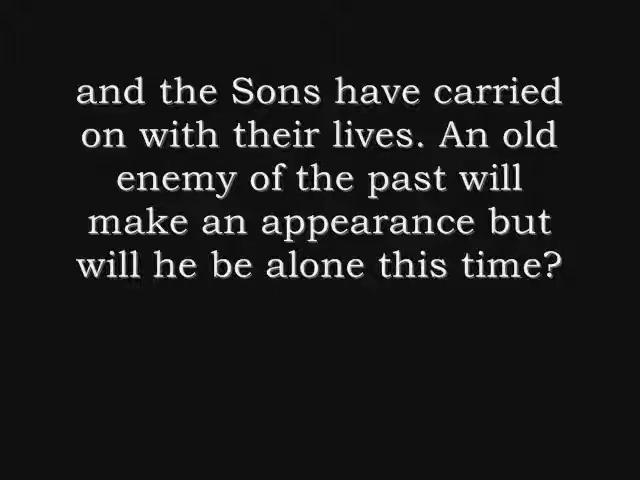 and the Sons have carried
on with their lives. An old
enemy of the past will
make an appearance but
will he be alone this time?